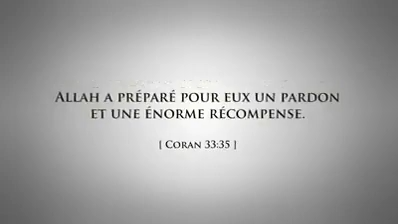 Allah a préparé pour eux un pardon
et une énorme récompense.
[ Coran 33:35 ]